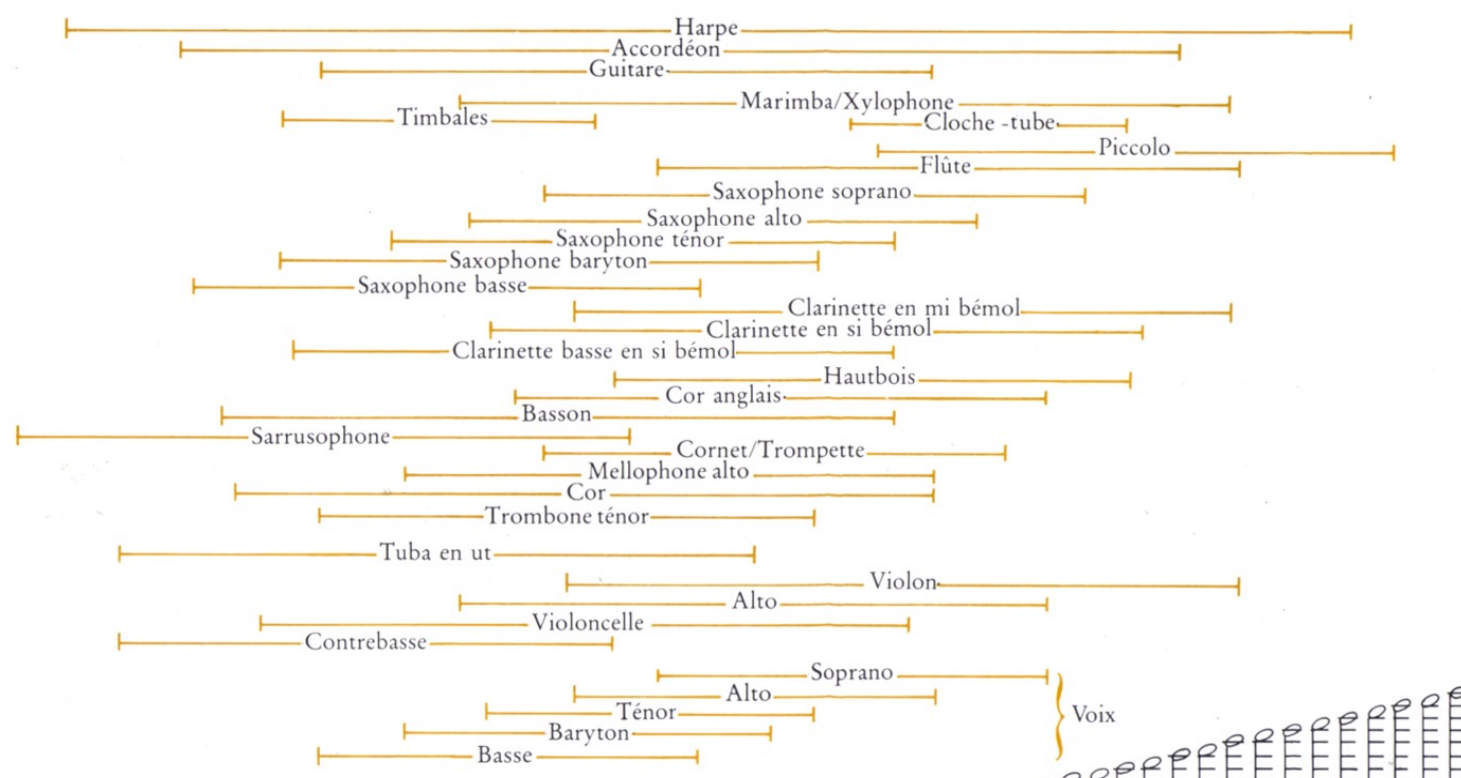 Harpe
Accordéon
Guitare
Marimba/Xylophone
Timbales
Cloche -tube
Piccolo
Flûte
Saxophone soprano
Saxophone alto
Saxophone ténor
Saxophone baryton
Saxophone basse
Clarinette en mi bémol
Clarinette en si bémol
Clarinette basse en si bémol
Hautbois
Cor anglais
Basson
Sarrusophone
Cornet/Trompette
Mellophone alto
Cor
Trombone ténor
Tuba en ut
Violon
Alto
Violoncelle
Contrebasse
Soprano
Alto
Ténor
Voix
Baryton
Basse